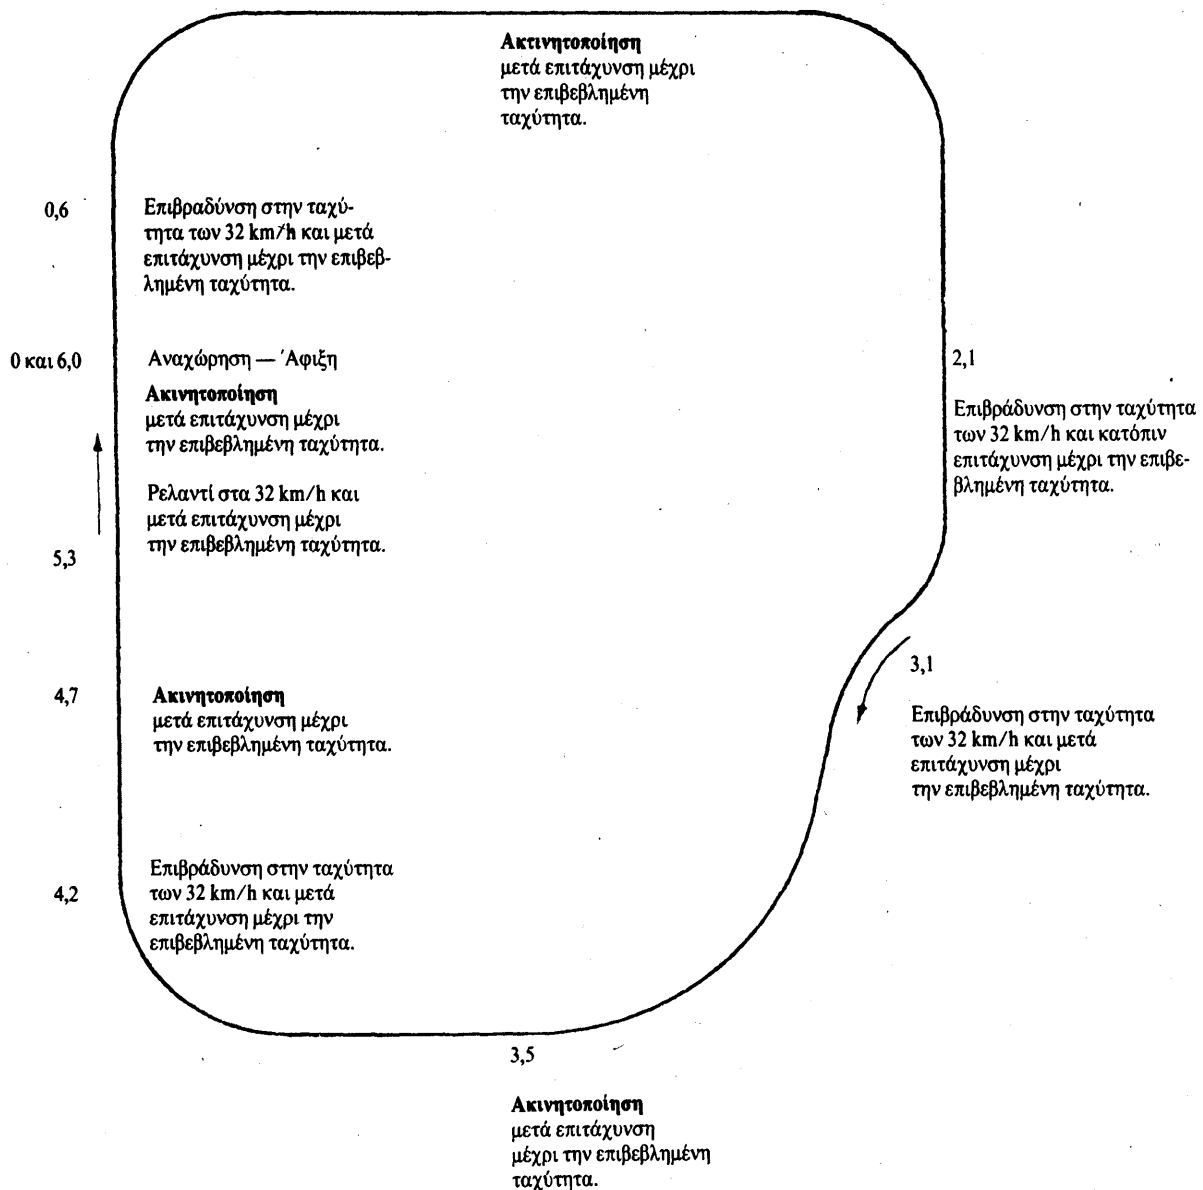 Ακτινητοποίηση
μετά επιτάχυνση μέχρι
την επιβεβλημένη
ταχύτητα.
0,6
Επιβραδύνση στην ταχύ-
τητα των 32 km/h και μετά
επιτάχυνση μέχρι την επιβεβ-
λημένη ταχύτητα.
0 και 6,0
Αναχώρηση — Άφιξη
Ακινητοποίηση
μετά επιτάχυνση μέχρι
την επιβεβλημένη ταχύτητα.
Ρελαντί στα 32 km/h και
μετά επιτάχυνση μέχρι
την επιβεβλημένη ταχύτητα.
5,3
2,1
Επιβράδυνση στην ταχύτητα
των 32 km/h και κατόπιν
επιτάχυνση μέχρι την επιβε-
βλημένη ταχύτητα.
3,1
Επιβράδυνση στην ταχύτητα
των 32 km/h και μετά
επιτάχυνση μέχρι
την επιβεβλημένη ταχύτητα.
4,7
Ακινητοποίηση
μετά επιτάχυνση μέχρι
την επιβεβλημένη ταχύτητα.
4,2
Επιβράδυνση στην ταχύτητα
των 32 km/h και μετά
επιτάχυνση μέχρι την
επιβεβλημένη ταχύτητα.
3,5
Ακινητοποίηση
μετά επιτάχυνση
μέχρι την επιβεβλημένη
ταχύτητα.